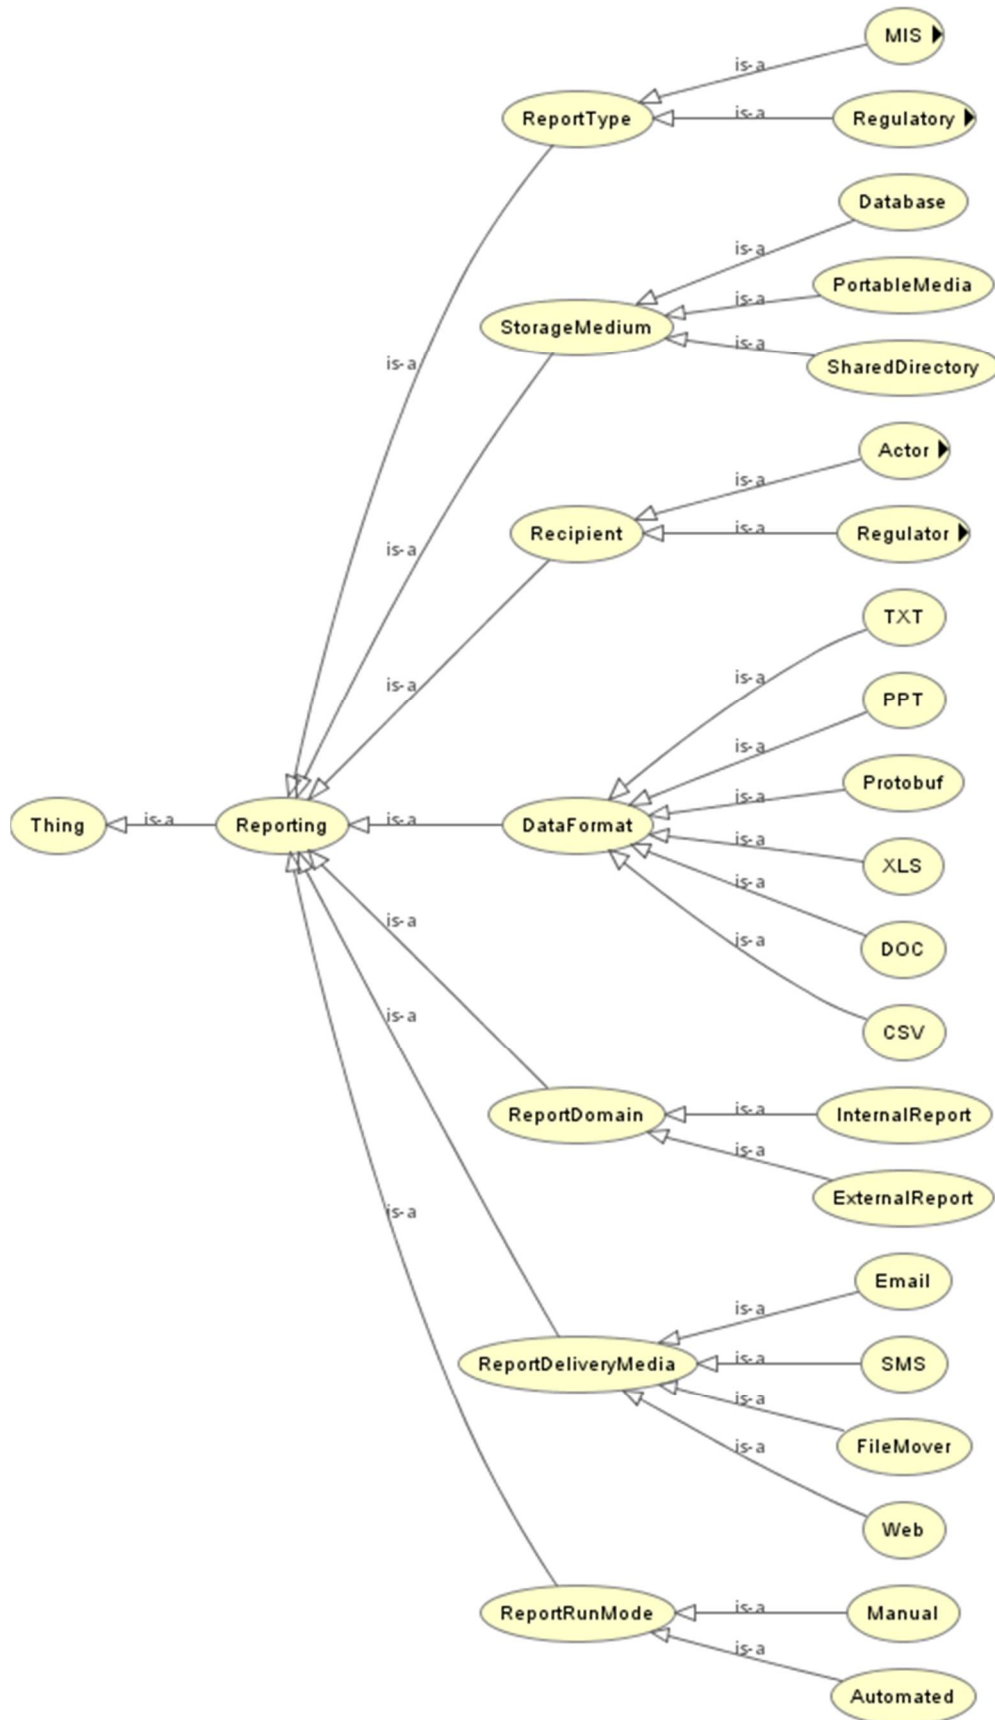 MIS
is-a
ReportType
is-a
Regulatory
Database
is-a
PortableMedia
is-a
StorageMedium
is-a
SharedDirectory
is-a
Actor
is-a
Recipient
is-a
Regulator
is-a
TXT
is-a
is-a
PPT
is-a
Protobuf
is-a
Thing
is-a
Reporting
is-a
DataFormat
is-a
XLS
is-a
DOC
is-a
is-a
CSV
is-a
ReportDomain
is-a
InternalReport
is-a
ExternalReport
is-a
Email
is-a
ReportDeliveryMedia
is-a
SMS
is-a
FileMover
is-a
Web
ReportRunMode
is-a
Manual
is-a
Automated